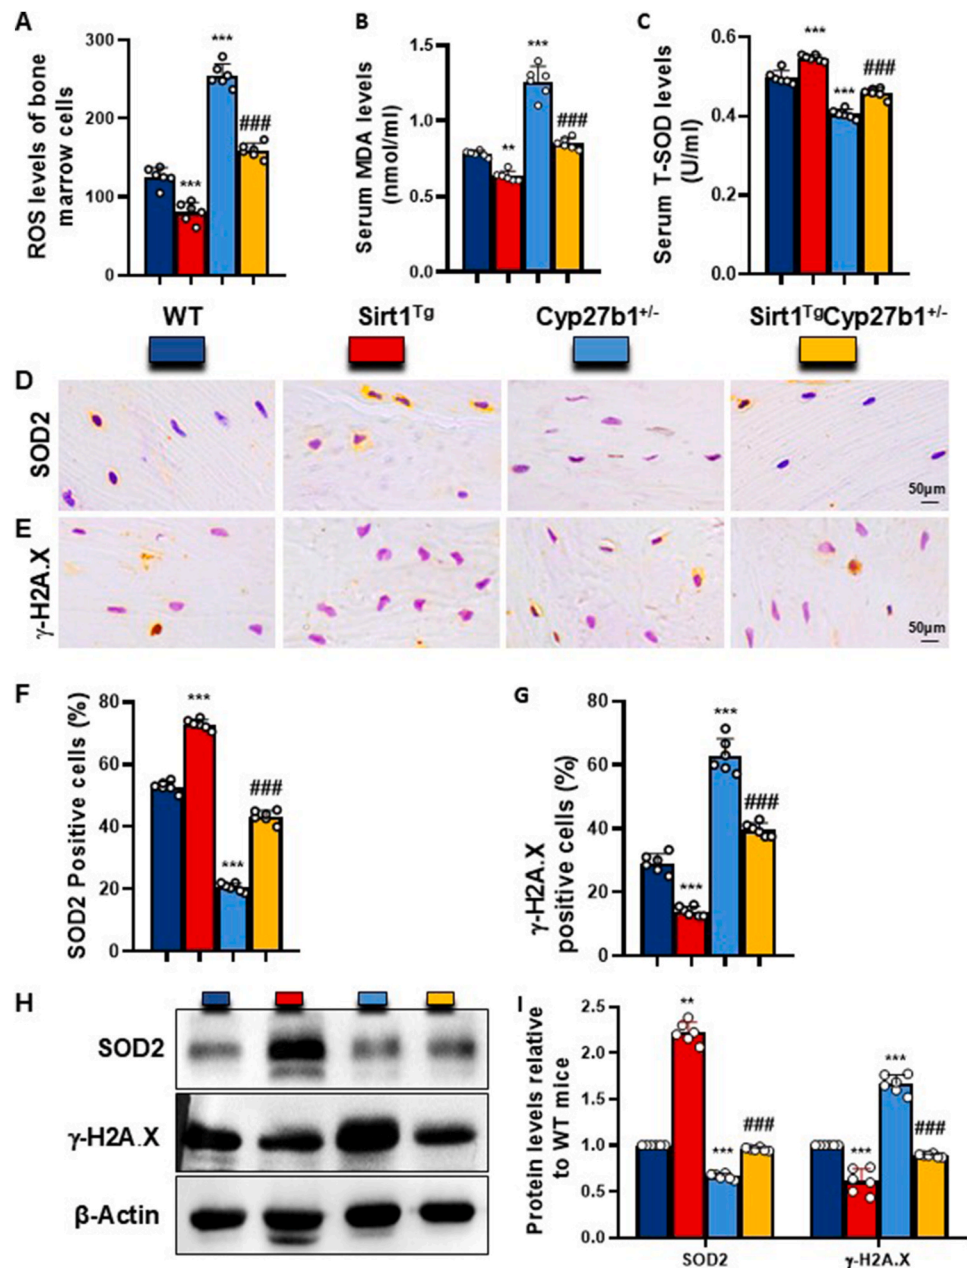 A
ROS levels of bone
marrow cells
300
200
100
0
***
***
###
B
Serum MDA levels
(nmol/ml)
1.5
1.0
0.5
0.0
**
***
###
C
Serum T-SOD levels
(U/ml)
0.6
0.4
0.2
0.0
***
***
###
WT
Sirt1Tg
Cyp27b1+/-
Sirt1TgCyp27b1+/-
D
SOD2
50μm
E
γ-H2A.X
50μm
F
SOD2 Positive cells (%)
80
60
40
20
0
***
***
###
G
γ-H2A.X
positive cells (%)
80
60
40
20
0
***
***
###
H
SOD2
γ-H2A.X
β-Actin
I
Protein levels relative
to WT mice
2.5
2.0
1.5
1.0
0.5
0.0
**
***
###
***
***
###
SOD2
γ-H2A.X